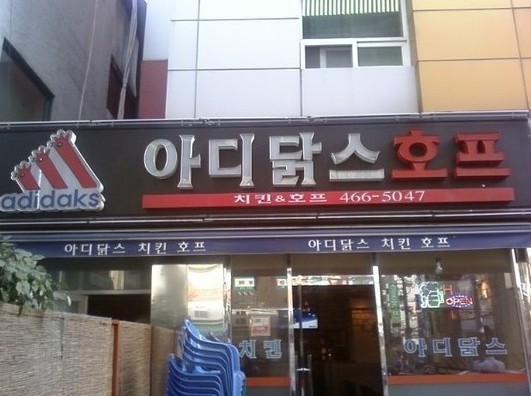 adidaks
아디닭스호프
치킨&호프 466-5047
아디닭스 치킨 호프
아디닭스 치킨 호프
치킨
OPEN
아디닭스